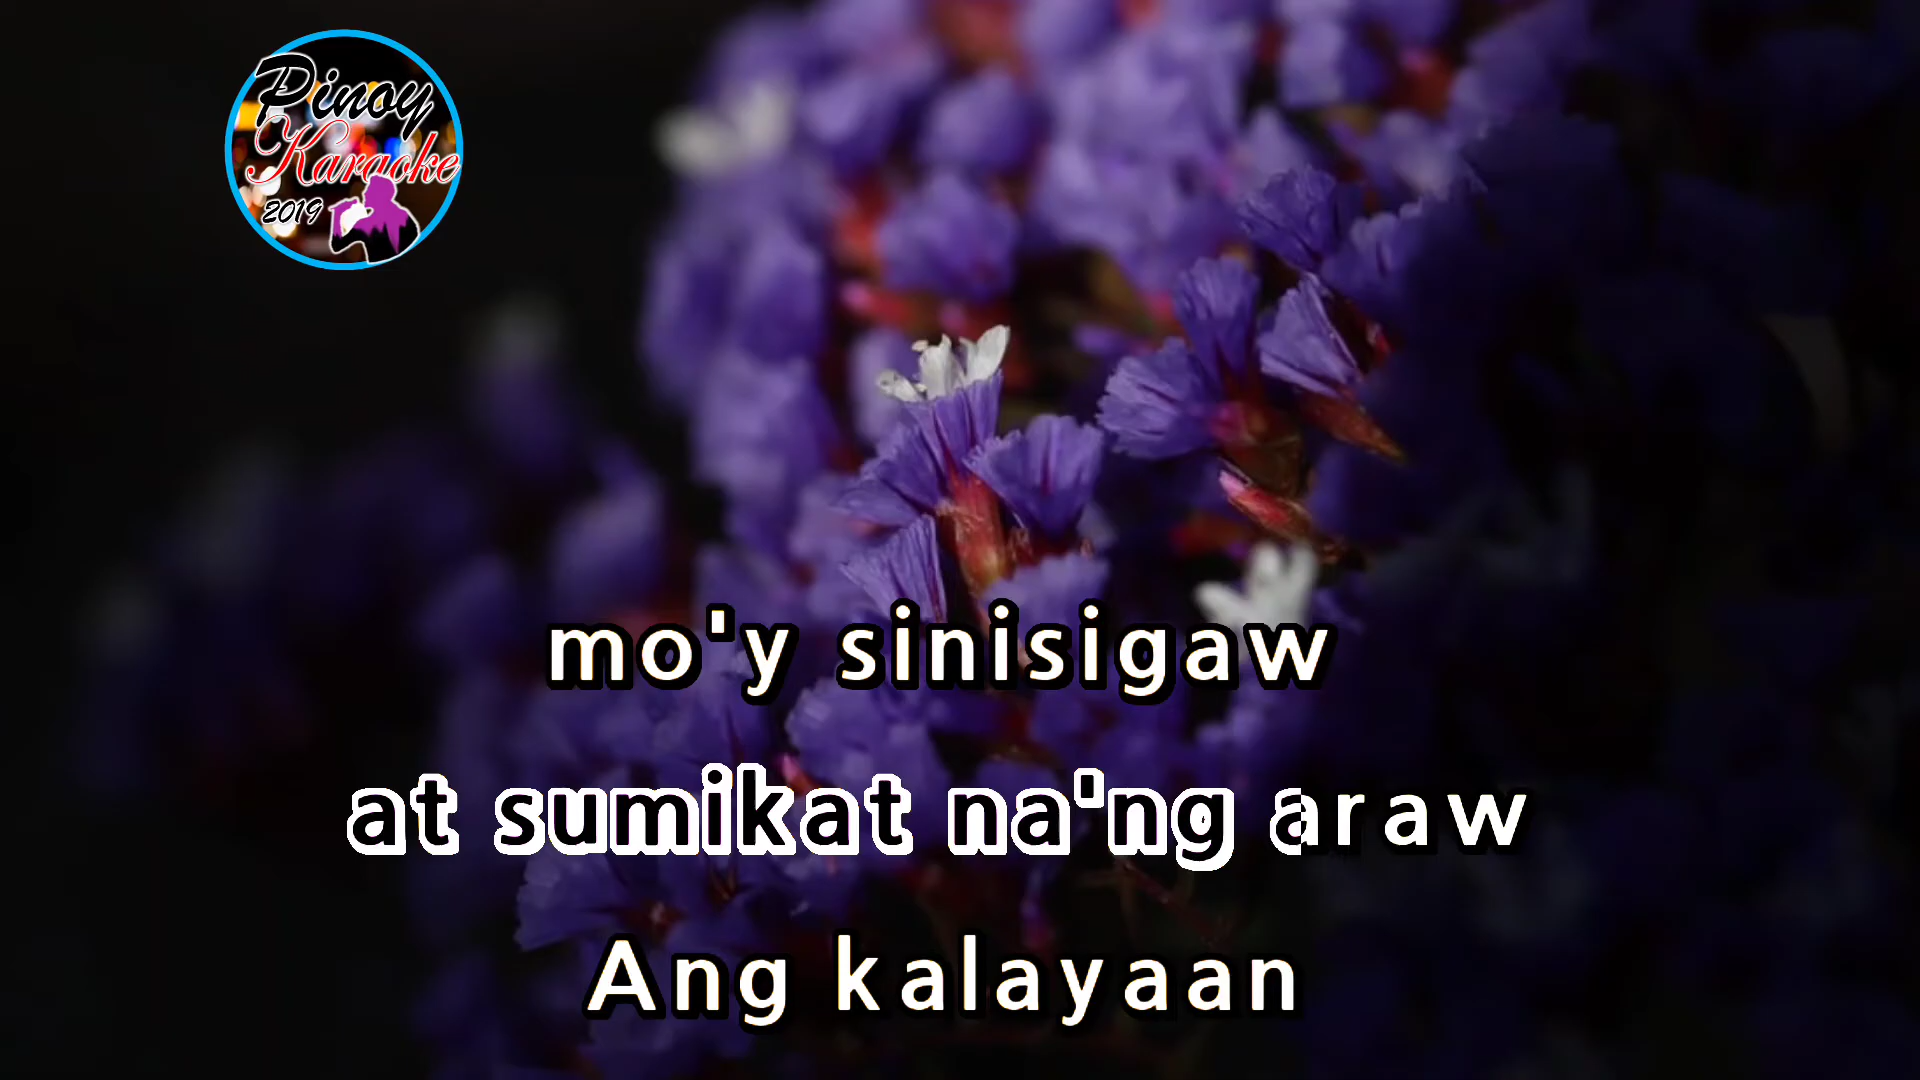 Pinoy
Karaoke
2019
mo'y sinisigaw
at sumikat na'ng araw
Ang kalayaan